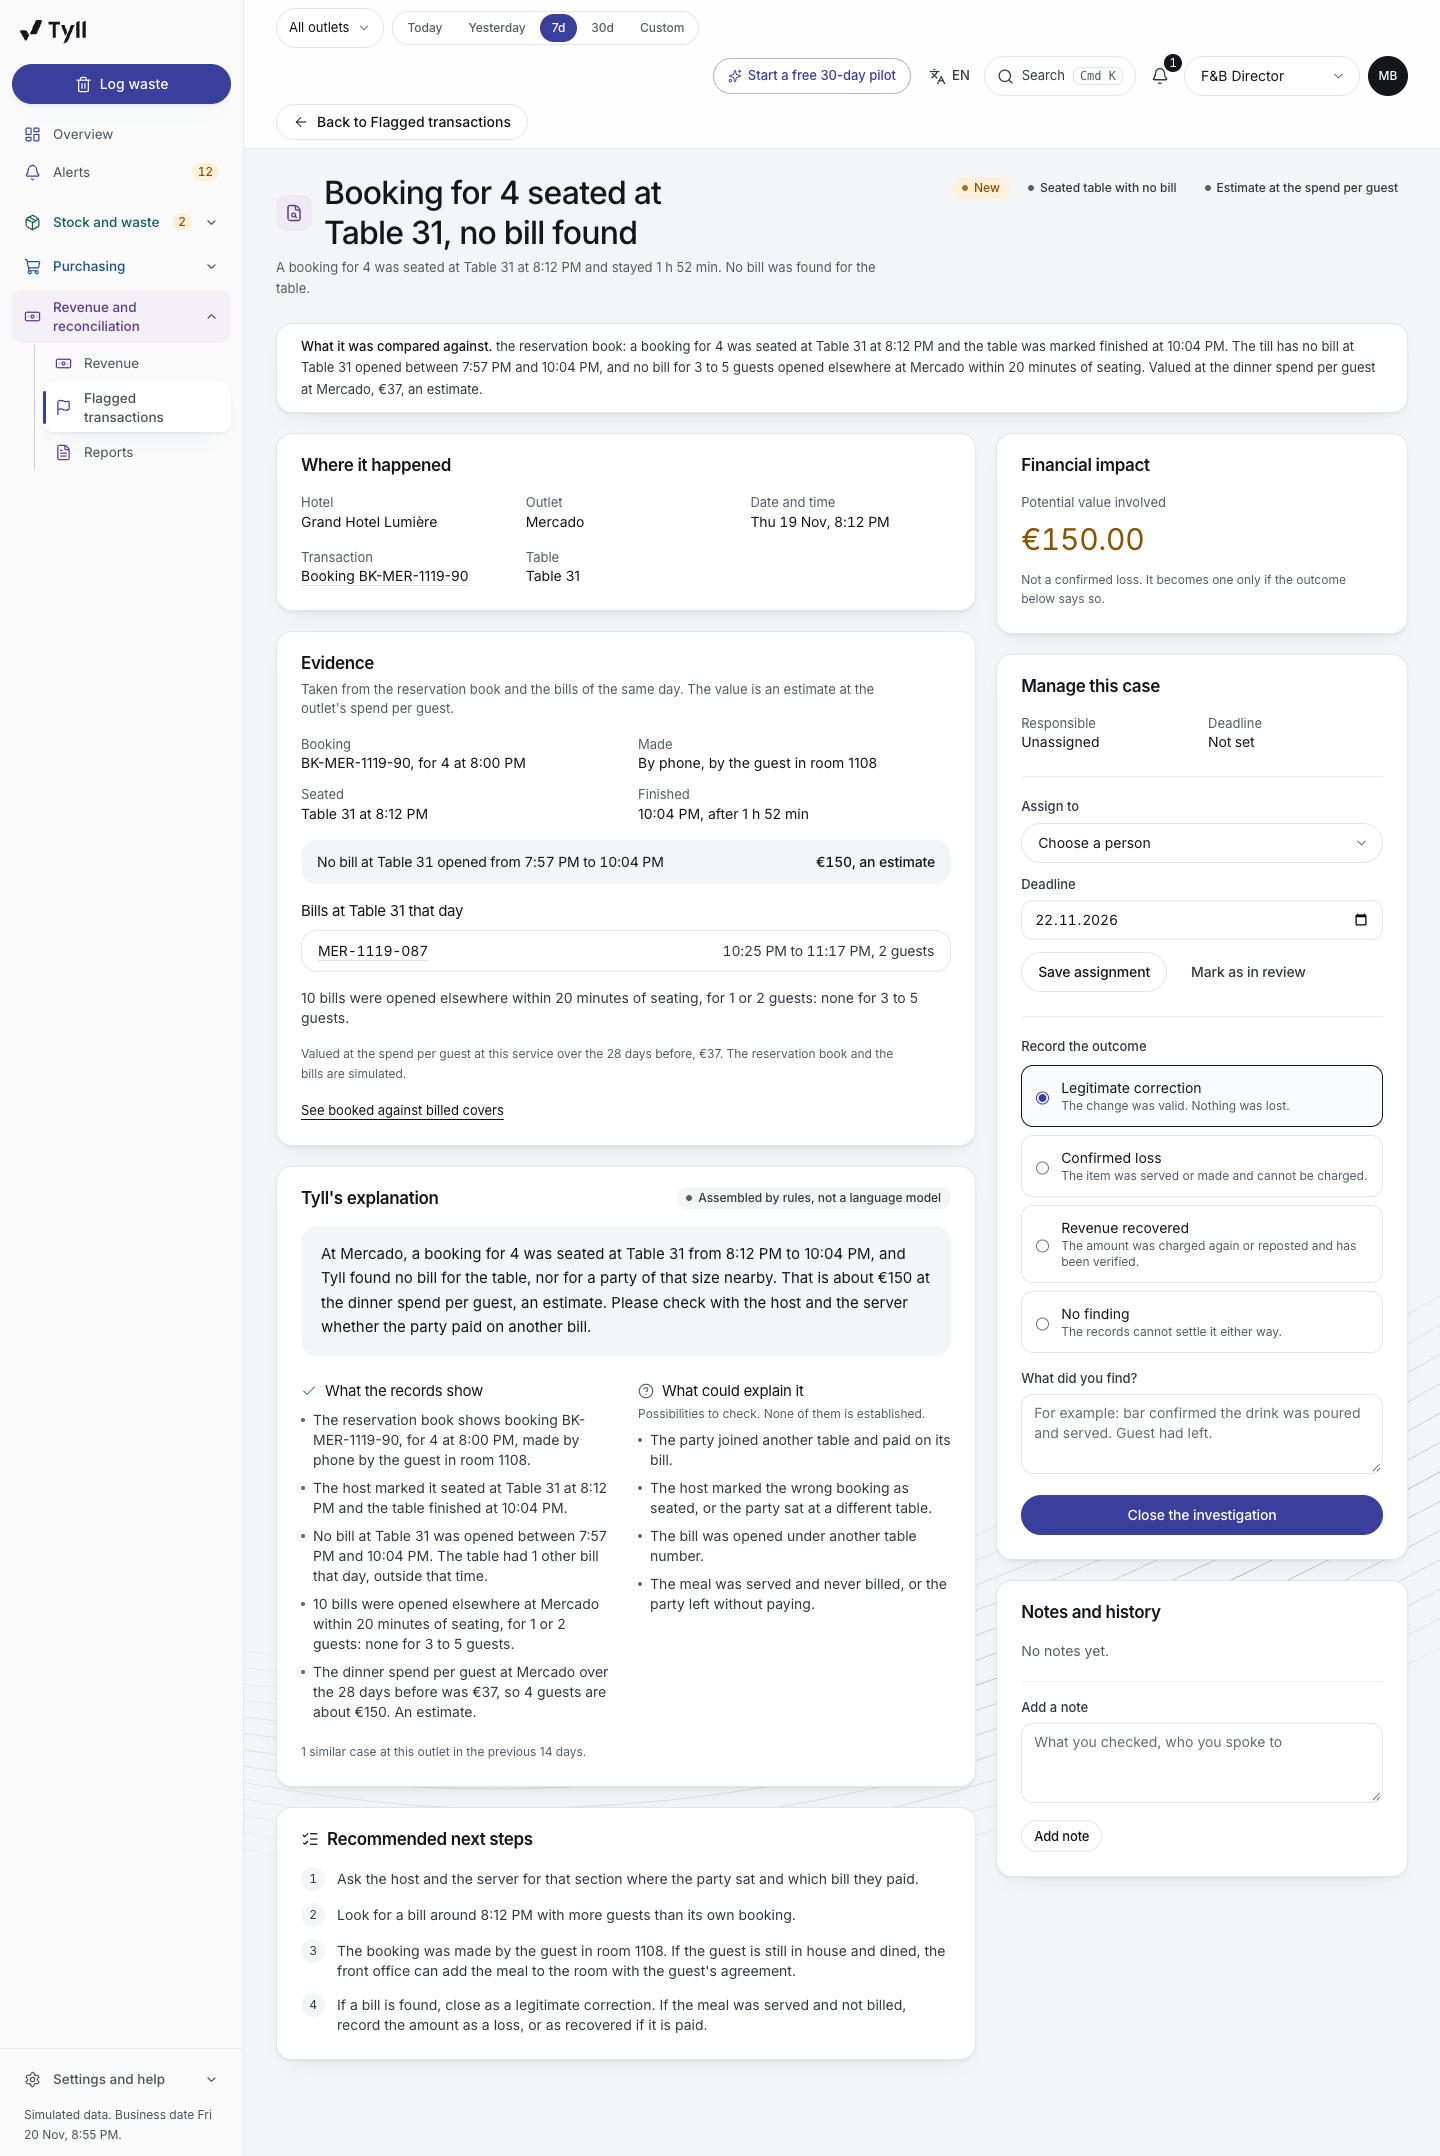 Tyll
Log waste
Overview
Alerts 12
Stock and waste 2
Purchasing
Revenue and
reconciliation
Revenue
Flagged
transactions
Reports
Settings and help
Simulated data. Business date Fri
20 Nov, 8:55 PM.
All outlets
Today Yesterday 7d 30d Custom
Start a free 30-day pilot
EN
Search Cmd K
1
F&B Director
MB
Back to Flagged transactions
Booking for 4 seated at
Table 31, no bill found
New Seated table with no bill Estimate at the spend per guest
A booking for 4 was seated at Table 31 at 8:12 PM and stayed 1 h 52 min. No bill was found for the
table.
What it was compared against. the reservation book: a booking for 4 was seated at Table 31 at 8:12 PM and the table was marked finished at 10:04 PM. The till has no bill at
Table 31 opened between 7:57 PM and 10:04 PM, and no bill for 3 to 5 guests opened elsewhere at Mercado within 20 minutes of seating. Valued at the dinner spend per guest
at Mercado, €37, an estimate.
Where it happened
Hotel Outlet Date and time
Grand Hotel Lumière Mercado Thu 19 Nov, 8:12 PM
Transaction Table
Booking BK-MER-1119-90 Table 31
Evidence
Taken from the reservation book and the bills of the same day. The value is an estimate at the
outlet's spend per guest.
Booking Made
BK-MER-1119-90, for 4 at 8:00 PM By phone, by the guest in room 1108
Seated Finished
Table 31 at 8:12 PM 10:04 PM, after 1 h 52 min
No bill at Table 31 opened from 7:57 PM to 10:04 PM €150, an estimate
Bills at Table 31 that day
MER-1119-087 10:25 PM to 11:17 PM, 2 guests
10 bills were opened elsewhere within 20 minutes of seating, for 1 or 2 guests: none for 3 to 5
guests.
Valued at the spend per guest at this service over the 28 days before, €37. The reservation book and the
bills are simulated.
See booked against billed covers
Tyll's explanation Assembled by rules, not a language model
At Mercado, a booking for 4 was seated at Table 31 from 8:12 PM to 10:04 PM, and
Tyll found no bill for the table, nor for a party of that size nearby. That is about €150 at
the dinner spend per guest, an estimate. Please check with the host and the server
whether the party paid on another bill.
What the records show
The reservation book shows booking BK-
MER-1119-90, for 4 at 8:00 PM, made by
phone by the guest in room 1108.
The host marked it seated at Table 31 at 8:12
PM and the table finished at 10:04 PM.
No bill at Table 31 was opened between 7:57
PM and 10:04 PM. The table had 1 other bill
that day, outside that time.
10 bills were opened elsewhere at Mercado
within 20 minutes of seating, for 1 or 2
guests: none for 3 to 5 guests.
The dinner spend per guest at Mercado over
the 28 days before was €37, so 4 guests are
about €150. An estimate.
What could explain it
Possibilities to check. None of them is established.
The party joined another table and paid on its
bill.
The host marked the wrong booking as
seated, or the party sat at a different table.
The bill was opened under another table
number.
The meal was served and never billed, or the
party left without paying.
1 similar case at this outlet in the previous 14 days.
Recommended next steps
1 Ask the host and the server for that section where the party sat and which bill they paid.
2 Look for a bill around 8:12 PM with more guests than its own booking.
3 The booking was made by the guest in room 1108. If the guest is still in house and dined, the
front office can add the meal to the room with the guest's agreement.
4 If a bill is found, close as a legitimate correction. If the meal was served and not billed,
record the amount as a loss, or as recovered if it is paid.
Financial impact
Potential value involved
€150.00
Not a confirmed loss. It becomes one only if the outcome
below says so.
Manage this case
Responsible Deadline
Unassigned Not set
Assign to
Choose a person
Deadline
22.11.2026
Save assignment Mark as in review
Record the outcome
Legitimate correction
The change was valid. Nothing was lost.
Confirmed loss
The item was served or made and cannot be charged.
Revenue recovered
The amount was charged again or reposted and has
been verified.
No finding
The records cannot settle it either way.
What did you find?
For example: bar confirmed the drink was poured
and served. Guest had left.
Close the investigation
Notes and history
No notes yet.
Add a note
What you checked, who you spoke to
Add note